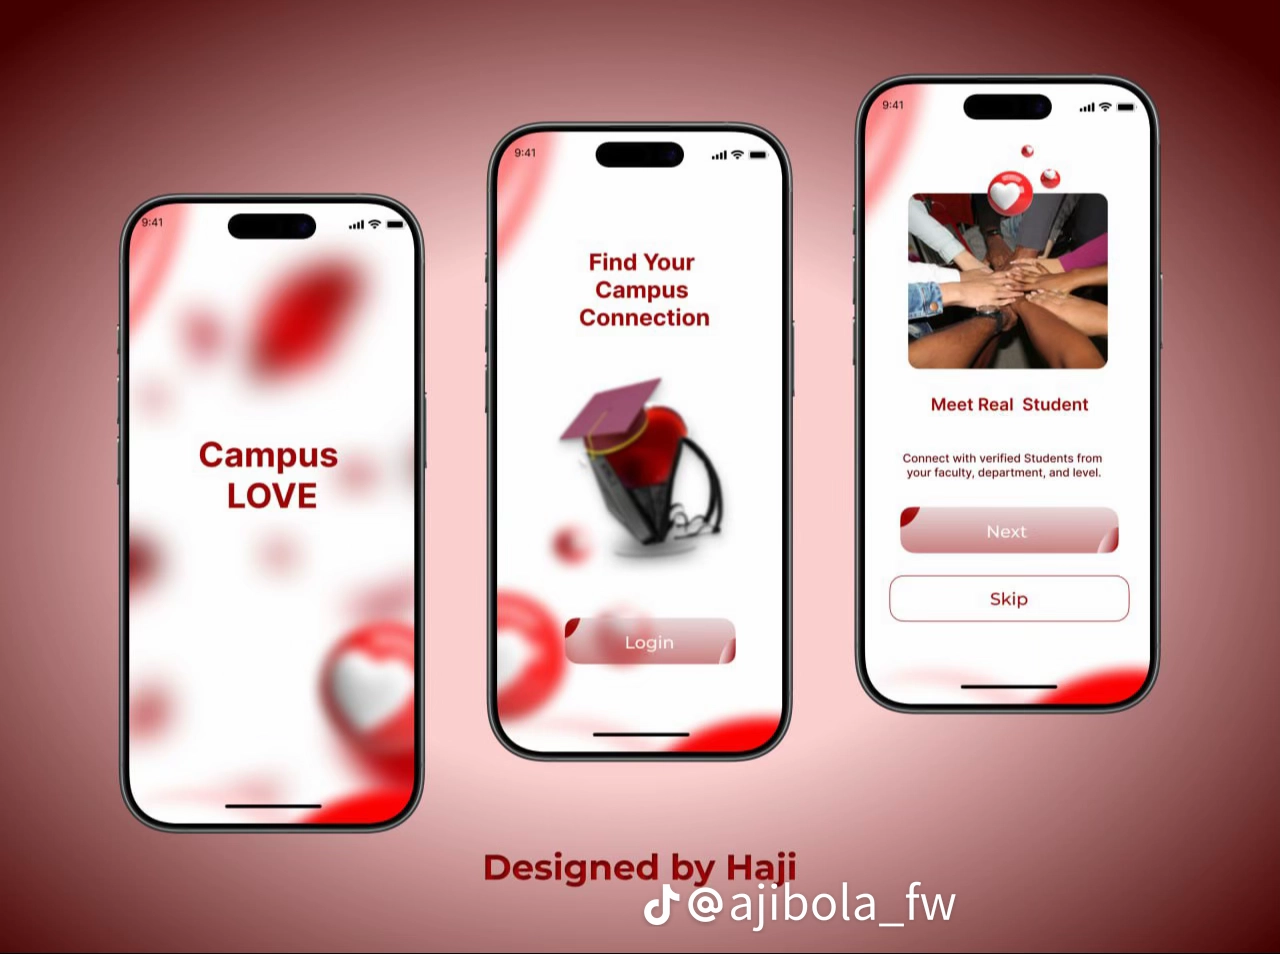 9:41
Campus
LOVE
9:41
Find Your
Campus
Connection
Login
9:41
Meet Real  Student
Connect with verified Students from
your faculty, department, and level.
Next
Skip
Designed by Haji
@ajibola_fw